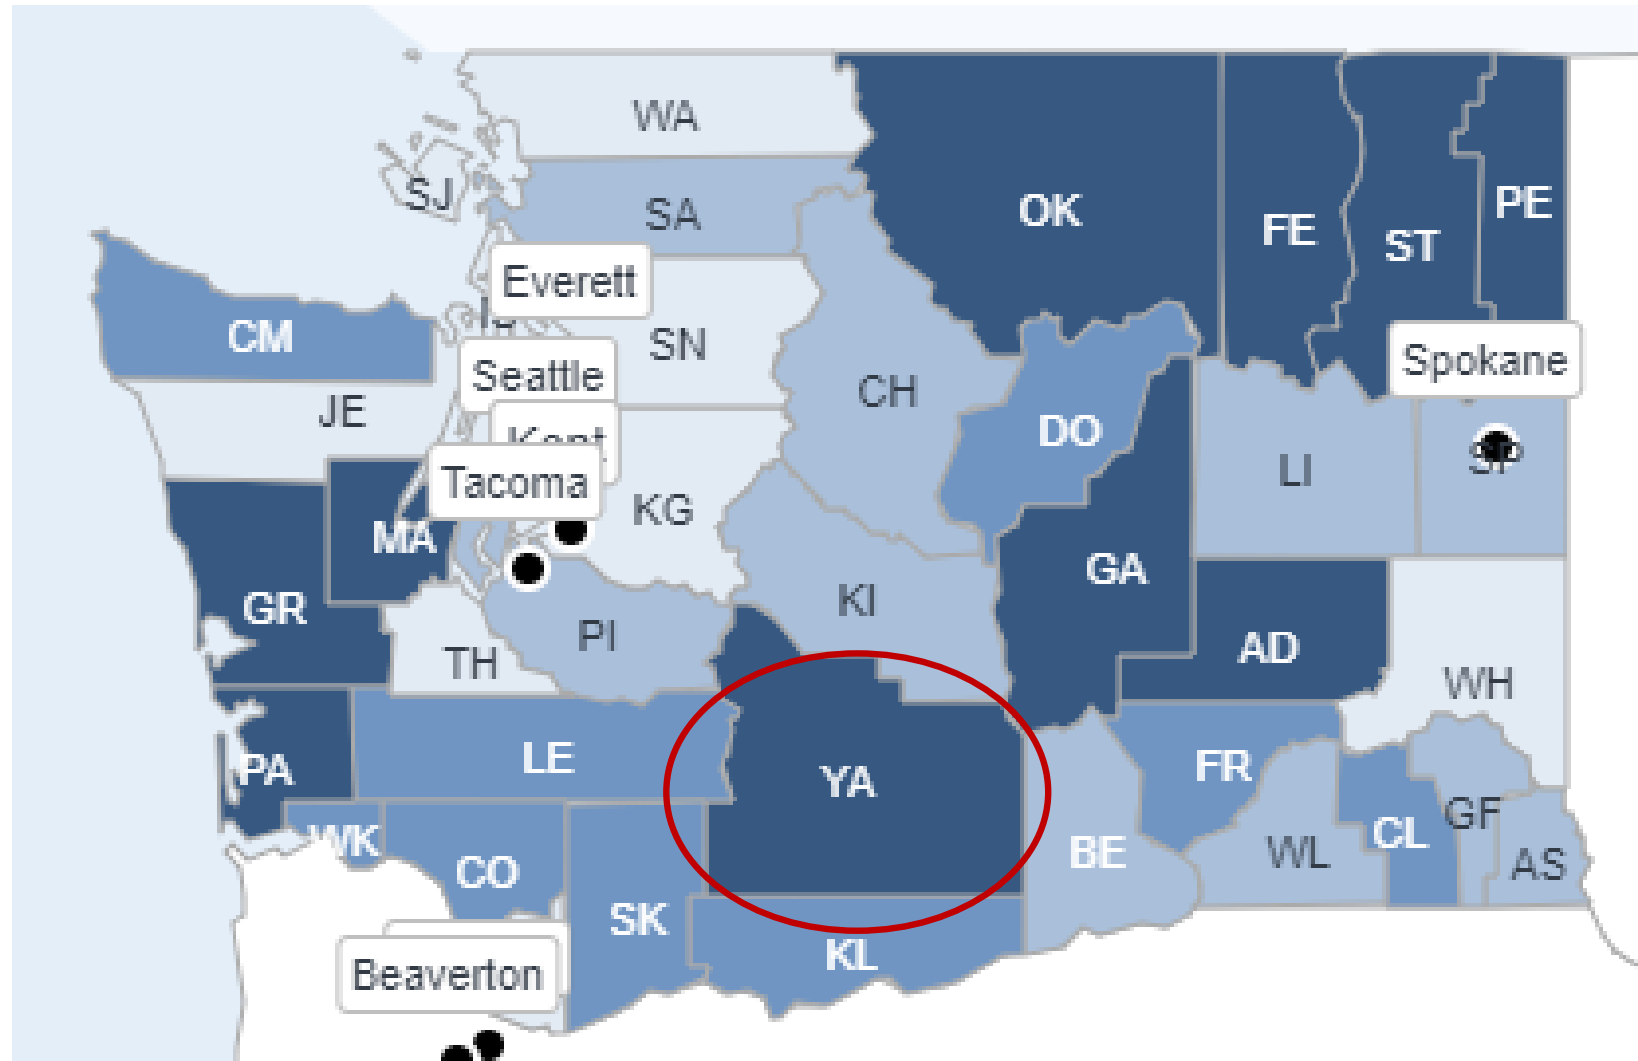 WA
SJ
SA
OK
FE
ST
PE
Everett
CM
SN
Seattle
Spokane
JE
CH
DO
Kent
Tacoma
KG
LI
MA
GR
KI
GA
PI
TH
AD
WH
PA
LE
YA
FR
WK
CO
BE
WL
CL
GF
AS
SK
KL
Beaverton